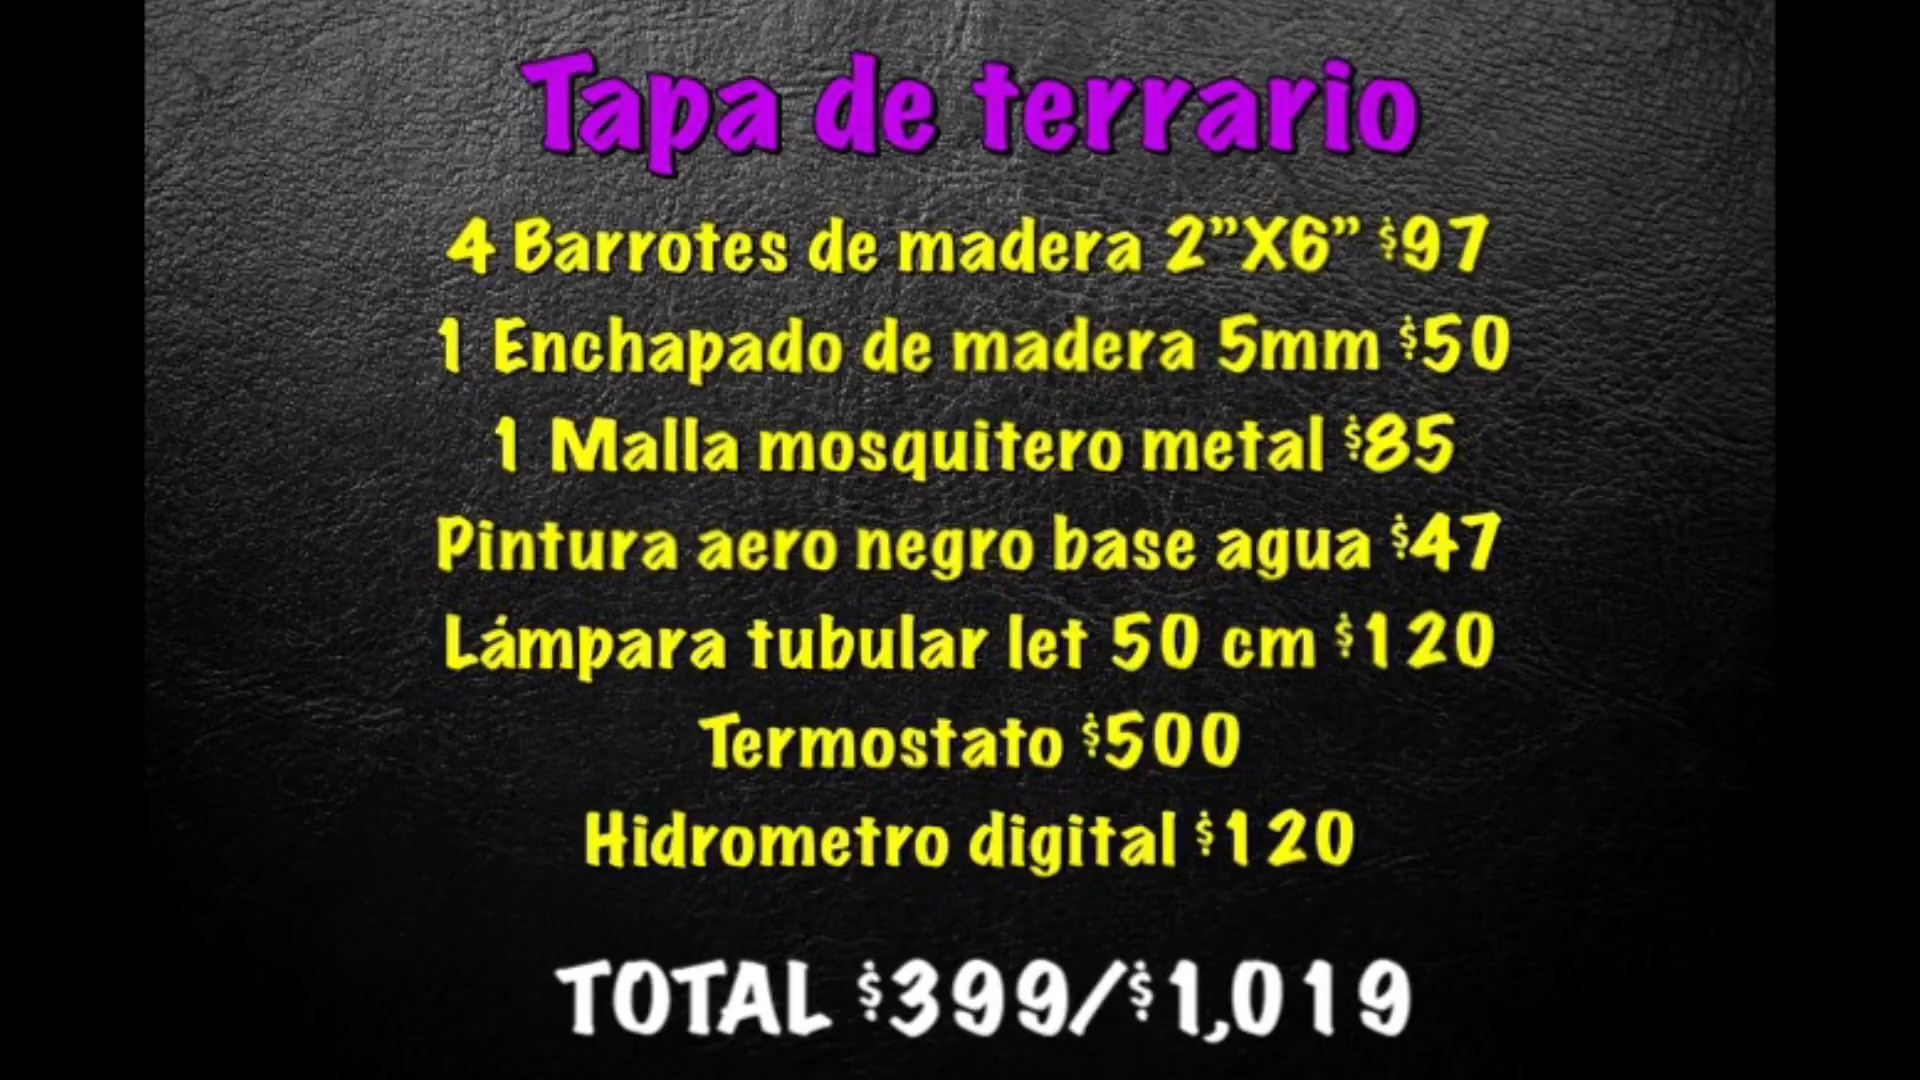 Tapa de terrario
4 Barrotes de madera 2”X6” $97
1 Enchapado de madera 5mm $50
1 Malla mosquitero metal $85
Pintura aero negro base agua $47
Lámpara tubular let 50 cm $120
Termostato $500
Hidrometro digital $120
TOTAL $399/$1,019